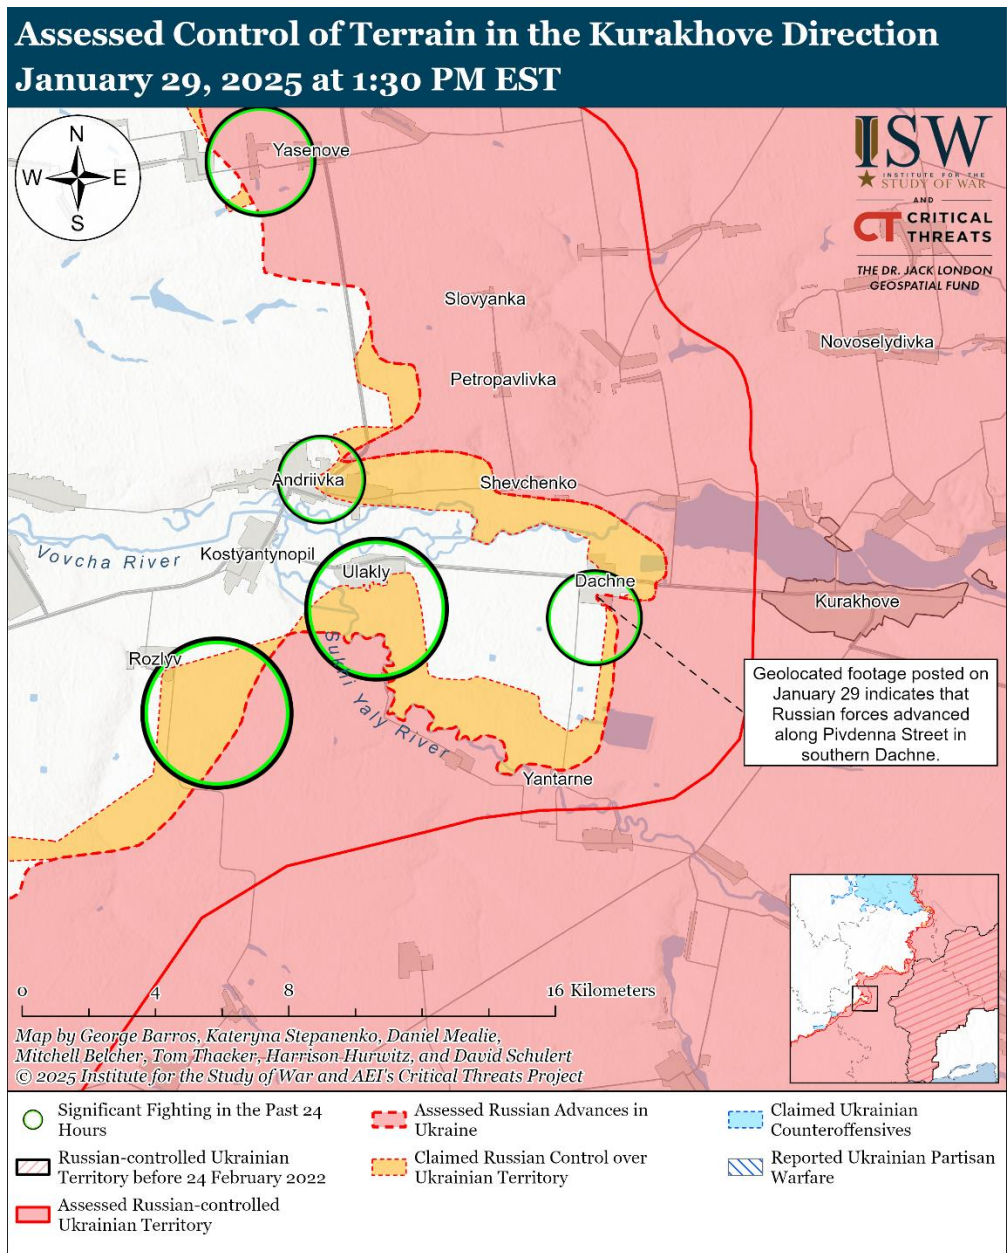 Assessed Control of Terrain in the Kurakhove Direction
January 29, 2025 at 1:30 PM EST
N
W
E
S
ISW
INSTITUTE FOR THE
STUDY OF WAR
AND
CT CRITICAL
THREATS
THE DR. JACK LONDON
GEOSPATIAL FUND
Yasenove
Slovyanka
Novoselydivka
Petropavlivka
Andriivka
Shevchenko
Vovcha River
Kostyantynopil
Ulakly
Dachne
Kurakhove
Rozlyv
Sukhi Yaly River
Yantarne
Geolocated footage posted on
January 29 indicates that
Russian forces advanced
along Pivdenna Street in
southern Dachne.
0 4 8 16 Kilometers
Map by George Barros, Kateryna Stepanenko, Daniel Mealie,
Mitchell Belcher, Tom Thacker, Harrison Hurwitz, and David Schulert
© 2025 Institute for the Study of War and AEI's Critical Threats Project
Significant Fighting in the Past 24
Hours
Russian-controlled Ukrainian
Territory before 24 February 2022
Assessed Russian-controlled
Ukrainian Territory
Assessed Russian Advances in
Ukraine
Claimed Russian Control over
Ukrainian Territory
Claimed Ukrainian
Counteroffensives
Reported Ukrainian Partisan
Warfare